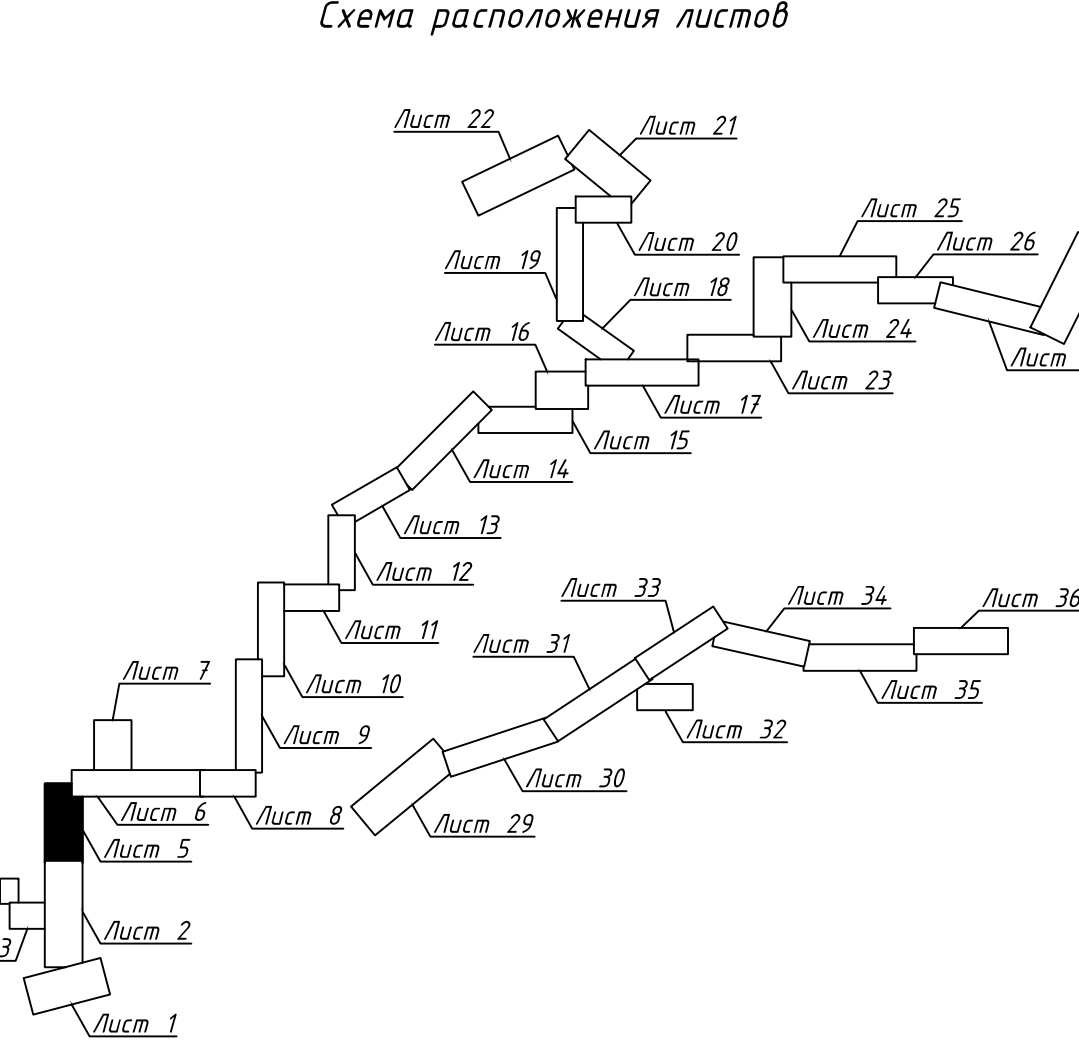 Схема расположения листов
Лист 22
Лист 21
Лист 25
Лист 20
Лист 26
Лист 19
Лист 18
Лист 16
Лист 24
Лист
Лист 23
Лист 17
Лист 15
Лист 14
Лист 13
Лист 12
Лист 33
Лист 34
Лист 36
Лист 11
Лист 31
Лист 7
Лист 10
Лист 35
Лист 9
Лист 32
Лист 30
Лист 6
Лист 8
Лист 29
Лист 5
Лист 2
3
Лист 1